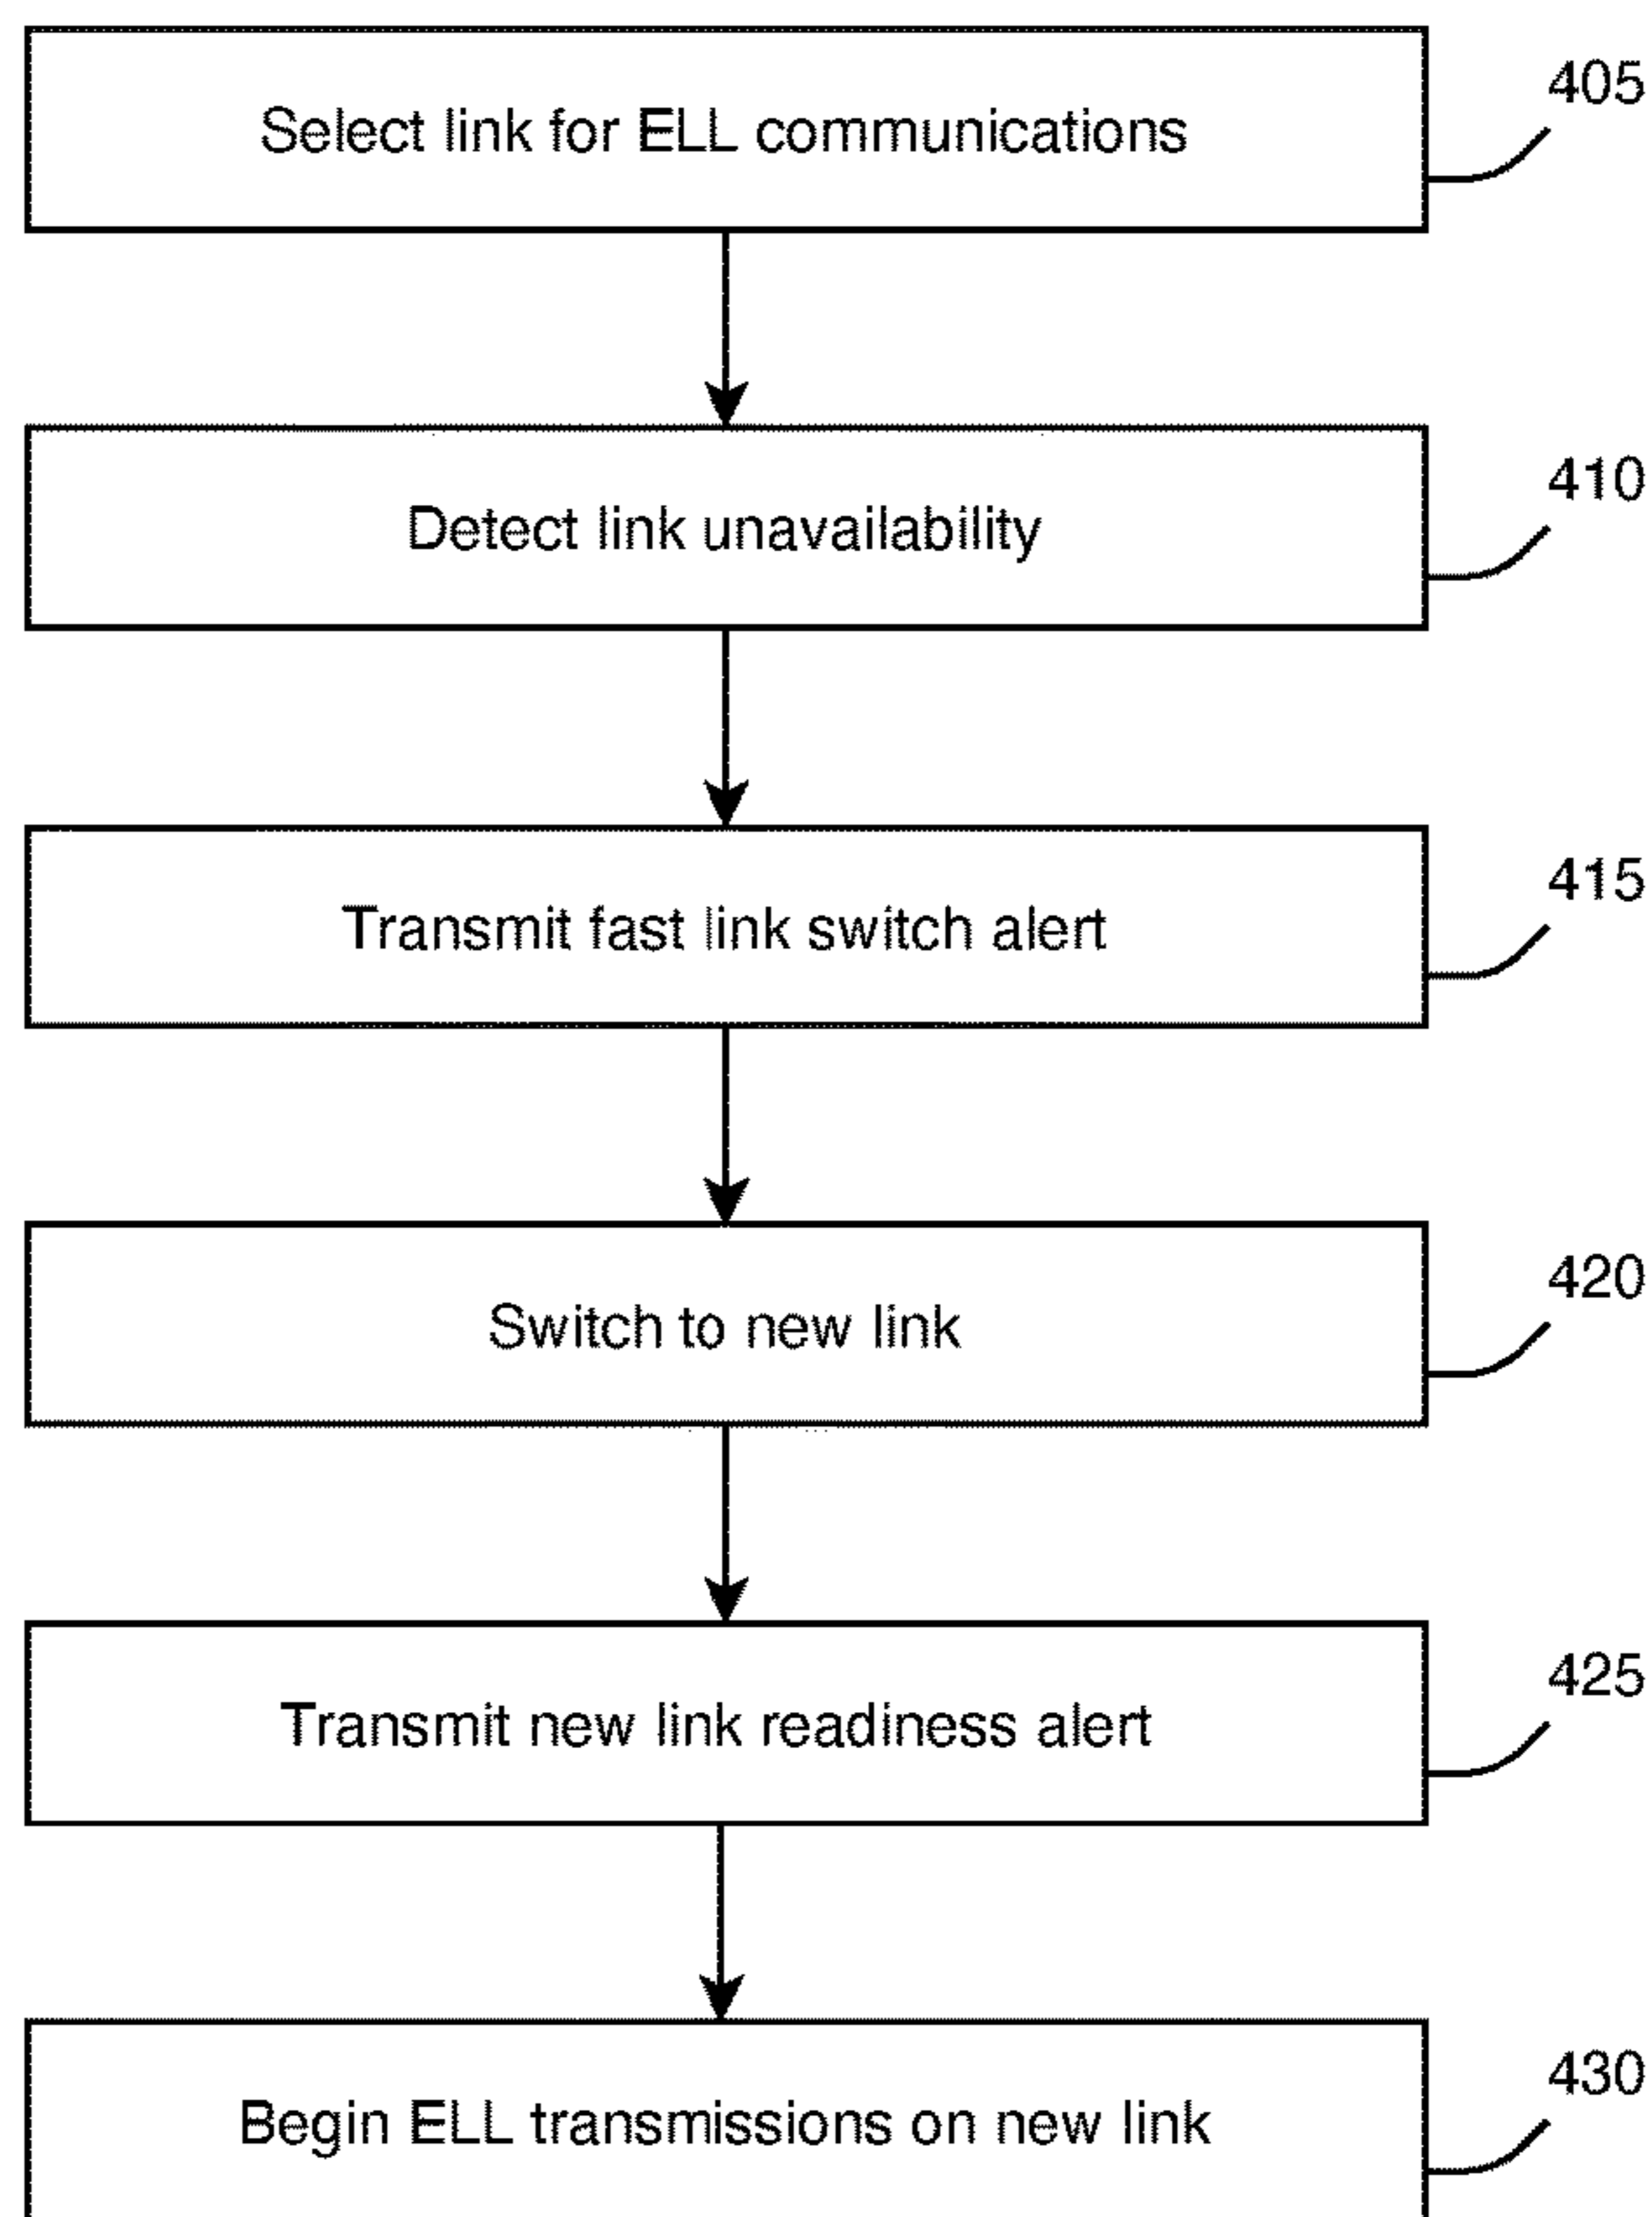 Select link for ELL communications
405
Detect link unavailability
410
Transmit fast link switch alert
415
Switch to new link
420
Transmit new link readiness alert
425
Begin ELL transmissions on new link
430